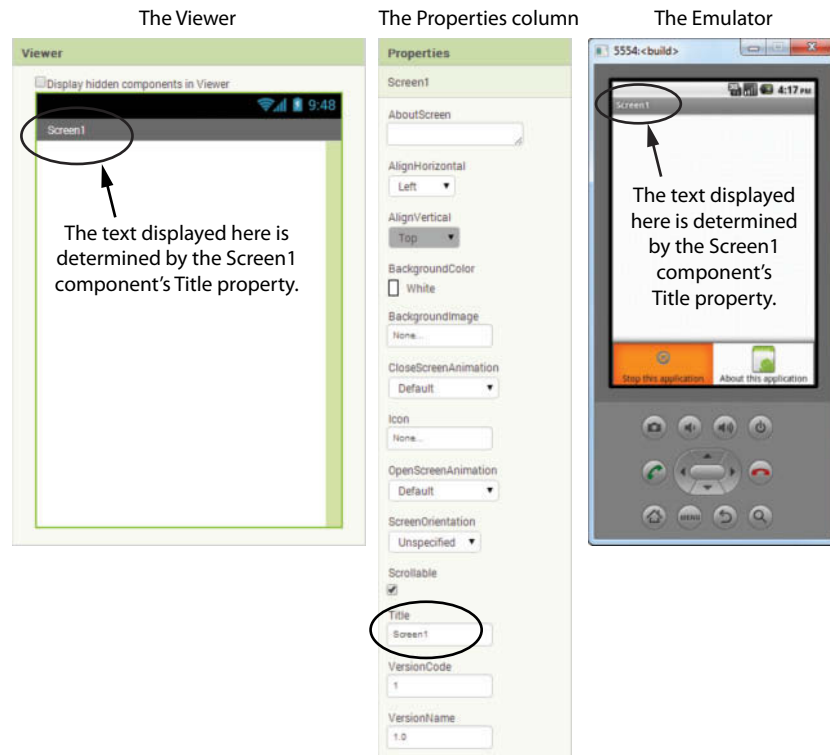 The Viewer
The Properties column
The Emulator
Viewer
Display hidden components in Viewer
9:48
Screen1
The text displayed here is
determined by the Screen1
component’s Title property.
Properties
Screen1
AboutScreen
AlignHorizontal
Left
AlignVertical
Top
BackgroundColor
White
BackgroundImage
None...
CloseScreenAnimation
Default
Icon
None...
OpenScreenAnimation
Default
ScreenOrientation
Unspecified
Scrollable
Title
Screen1
VersionCode
1
VersionName
1.0
5554:<build>
4:17 PM
Screen1
The text displayed
here is determined
by the Screen1
component’s
Title property.
Stop this application
About this application
MENU